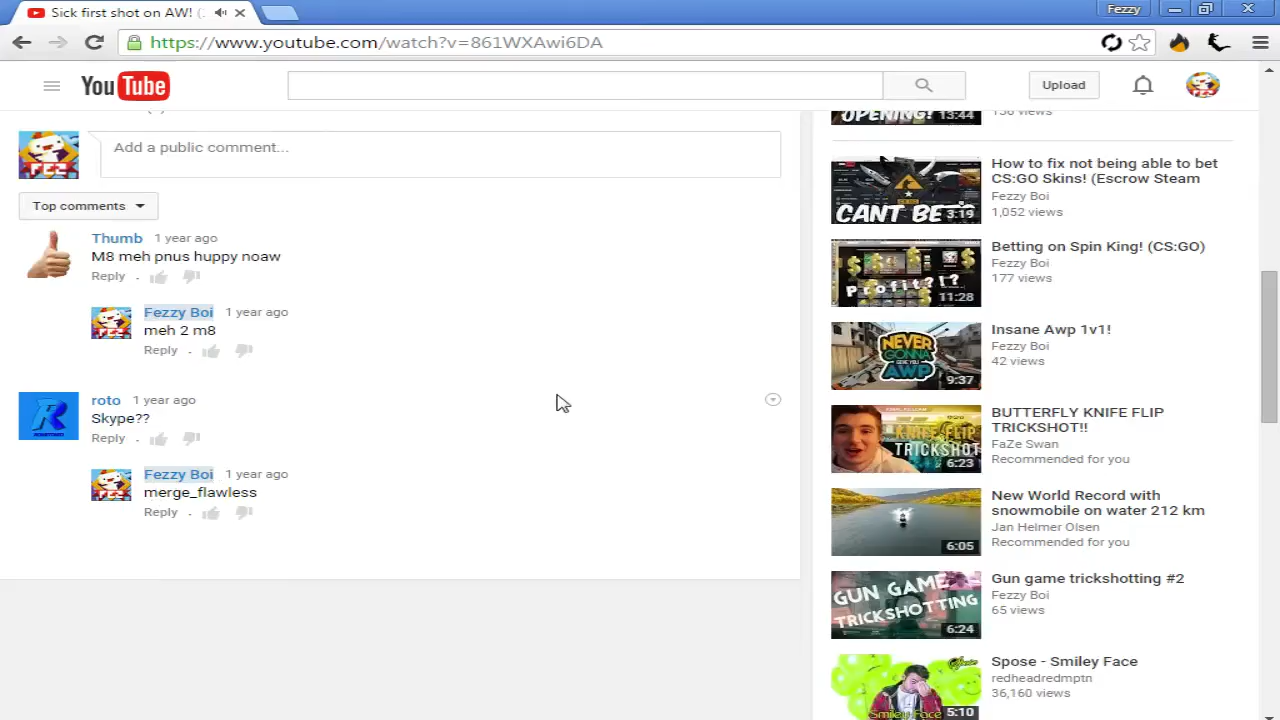 Sick first shot on AW! (
Fezzy
https://www.youtube.com/watch?v=861WXAwi6DA
YouTube
Upload
FEZ
Add a public comment...
Top comments
Thumb 1 year ago
M8 meh pnus huppy noaw
Reply
Fezzy Boi 1 year ago
meh 2 m8
Reply
roto 1 year ago
Skype??
Reply
Fezzy Boi 1 year ago
merge_flawless
Reply
OPENING!
13:44
156 views
CANT BE
3:19
How to fix not being able to bet
CS:GO Skins! (Escrow Steam
Fezzy Boi
1,052 views
Profit?!?
11:28
Betting on Spin King! (CS:GO)
Fezzy Boi
177 views
NEVER
GONNA
GIVE YOU
AWP
9:37
Insane Awp 1v1!
Fezzy Boi
42 views
KNIFE FLIP
TRICKSHOT
6:23
BUTTERFLY KNIFE FLIP
TRICKSHOT!!
FaZe Swan
Recommended for you
6:05
New World Record with
snowmobile on water 212 km
Jan Helmer Olsen
Recommended for you
GUN GAME
TRICKSHOTTING
6:24
Gun game trickshotting #2
Fezzy Boi
65 views
Smiley Face
5:10
Spose - Smiley Face
redheadredmptn
36,160 views